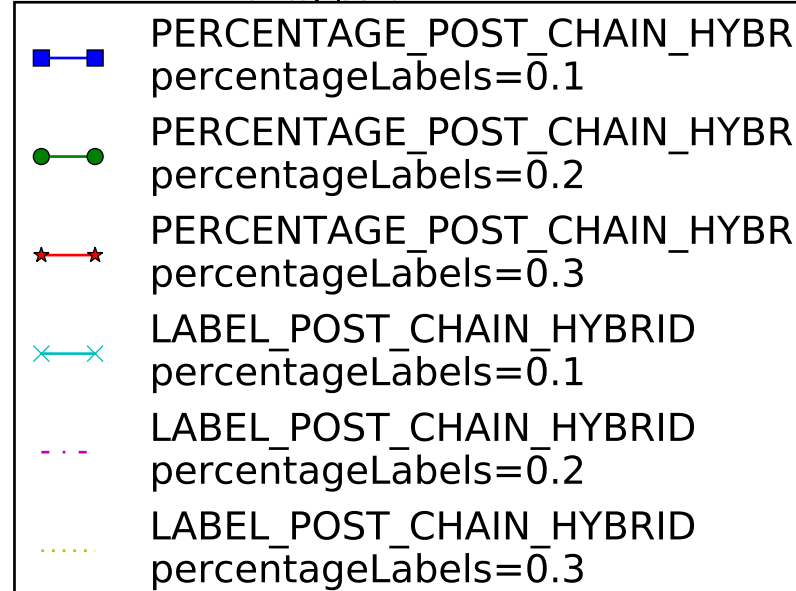 PERCENTAGE_POST_CHAIN_HYBR
percentageLabels=0.1
PERCENTAGE_POST_CHAIN_HYBR
percentageLabels=0.2
PERCENTAGE_POST_CHAIN_HYBR
percentageLabels=0.3
LABEL_POST_CHAIN_HYBRID
percentageLabels=0.1
LABEL_POST_CHAIN_HYBRID
percentageLabels=0.2
LABEL_POST_CHAIN_HYBRID
percentageLabels=0.3